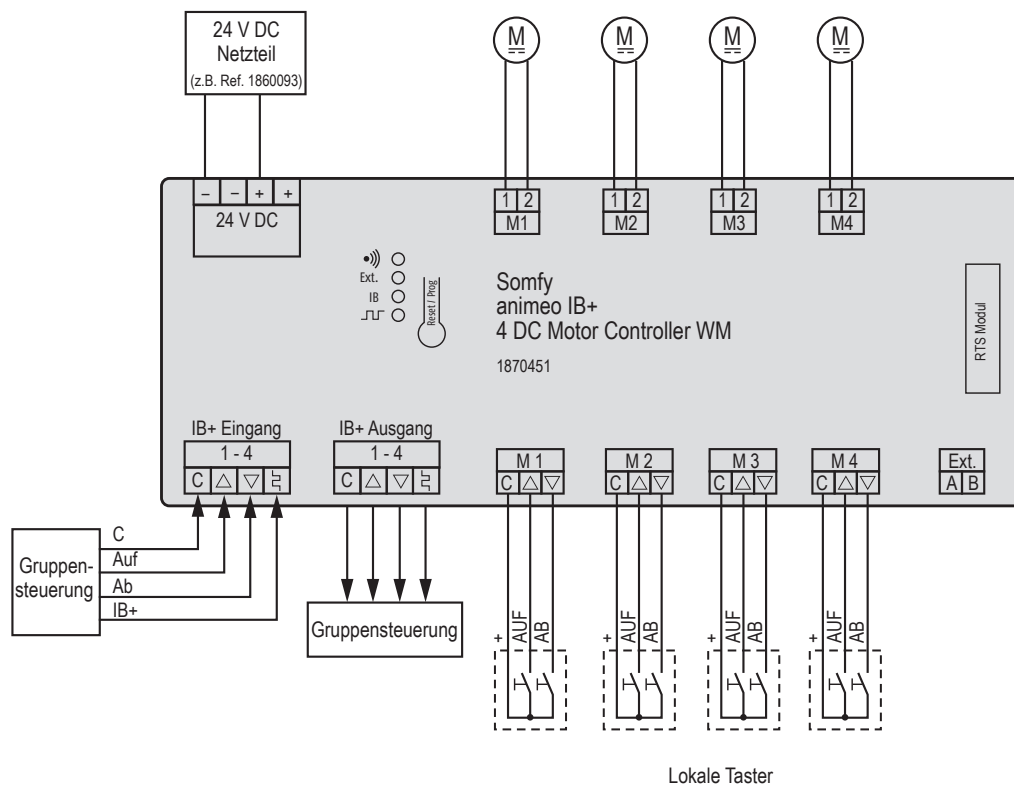 24 V DC
Netzteil
(z.B. Ref. 1860093)
M M M M
– – + +
24 V DC
1 2 1 2 1 2 1 2
M1 M2 M3 M4
Ext.
IB
Reset / Prog
Somfy
animeo IB+
4 DC Motor Controller WM
1870451
RTS Modul
IB+ Eingang
1 - 4
C
IB+ Ausgang
1 - 4
C
M 1
C
M 2
C
M 3
C
M 4
C
Ext.
A B
Gruppen-
steuerung
C
Auf
Ab
IB+
Gruppensteuerung
+ AUF AB
+ AUF AB
+ AUF AB
+ AUF AB
Lokale Taster